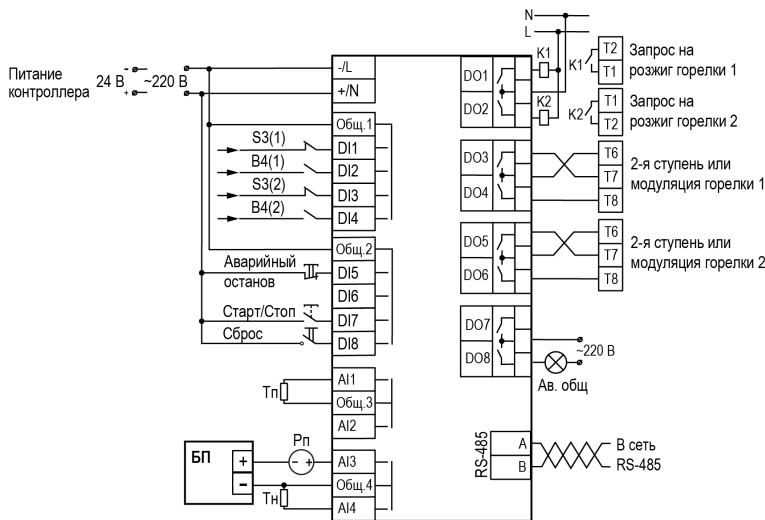 N
L
Питание
контроллера
-
+
24 В
~220 В
-/L
+/N
Общ.1
S3(1)
DI1
B4(1)
DI2
S3(2)
DI3
B4(2)
DI4
Общ.2
Аварийный
останов
DI5
DI6
Старт/Стоп
DI7
Сброс
DI8
Тп
AI1
Общ.3
AI2
БП
+
-
Рп
- +
AI3
Общ.4
Тн
AI4
DO1
DO2
K1
K2
K1
T2
T1
Запрос на
розжиг горелки 1
K2
T1
T2
Запрос на
розжиг горелки 2
DO3
DO4
T6
T7
T8
2-я ступень или
модуляция горелки 1
DO5
DO6
T6
T7
T8
2-я ступень или
модуляция горелки 2
DO7
DO8
~220 В
Ав. общ
RS-485
A
B
В сеть
RS-485